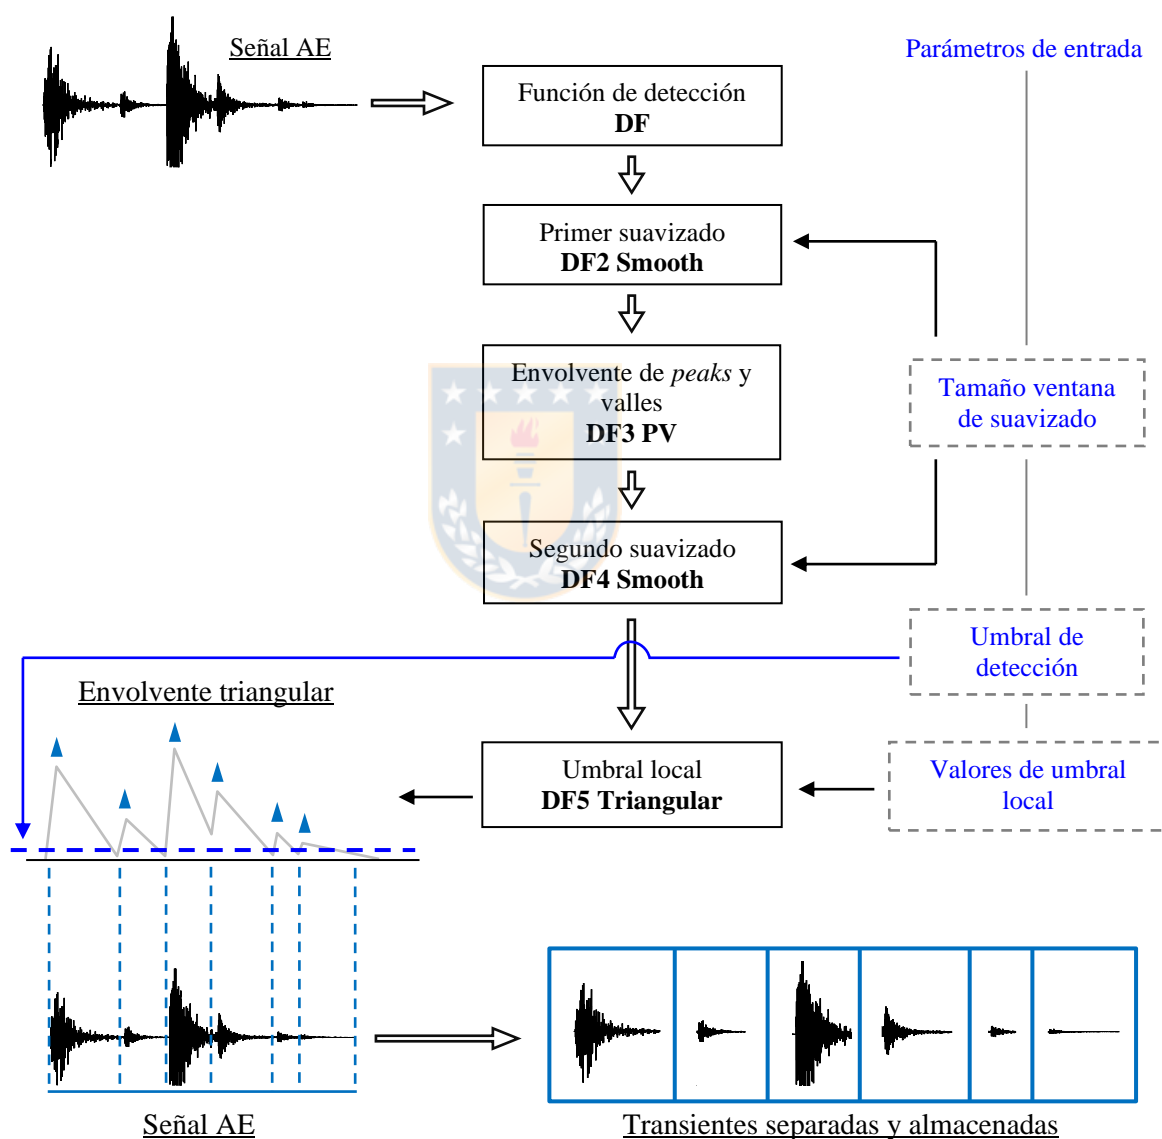 Señal AE
Parámetros de entrada
Función de detección
DF
Primer suavizado
DF2 Smooth
Envolvente de peaks y
valles
DF3 PV
Tamaño ventana
de suavizado
Segundo suavizado
DF4 Smooth
Umbral de
detección
Envolvente triangular
Umbral local
DF5 Triangular
Valores de umbral
local
Señal AE
Transientes separadas y almacenadas